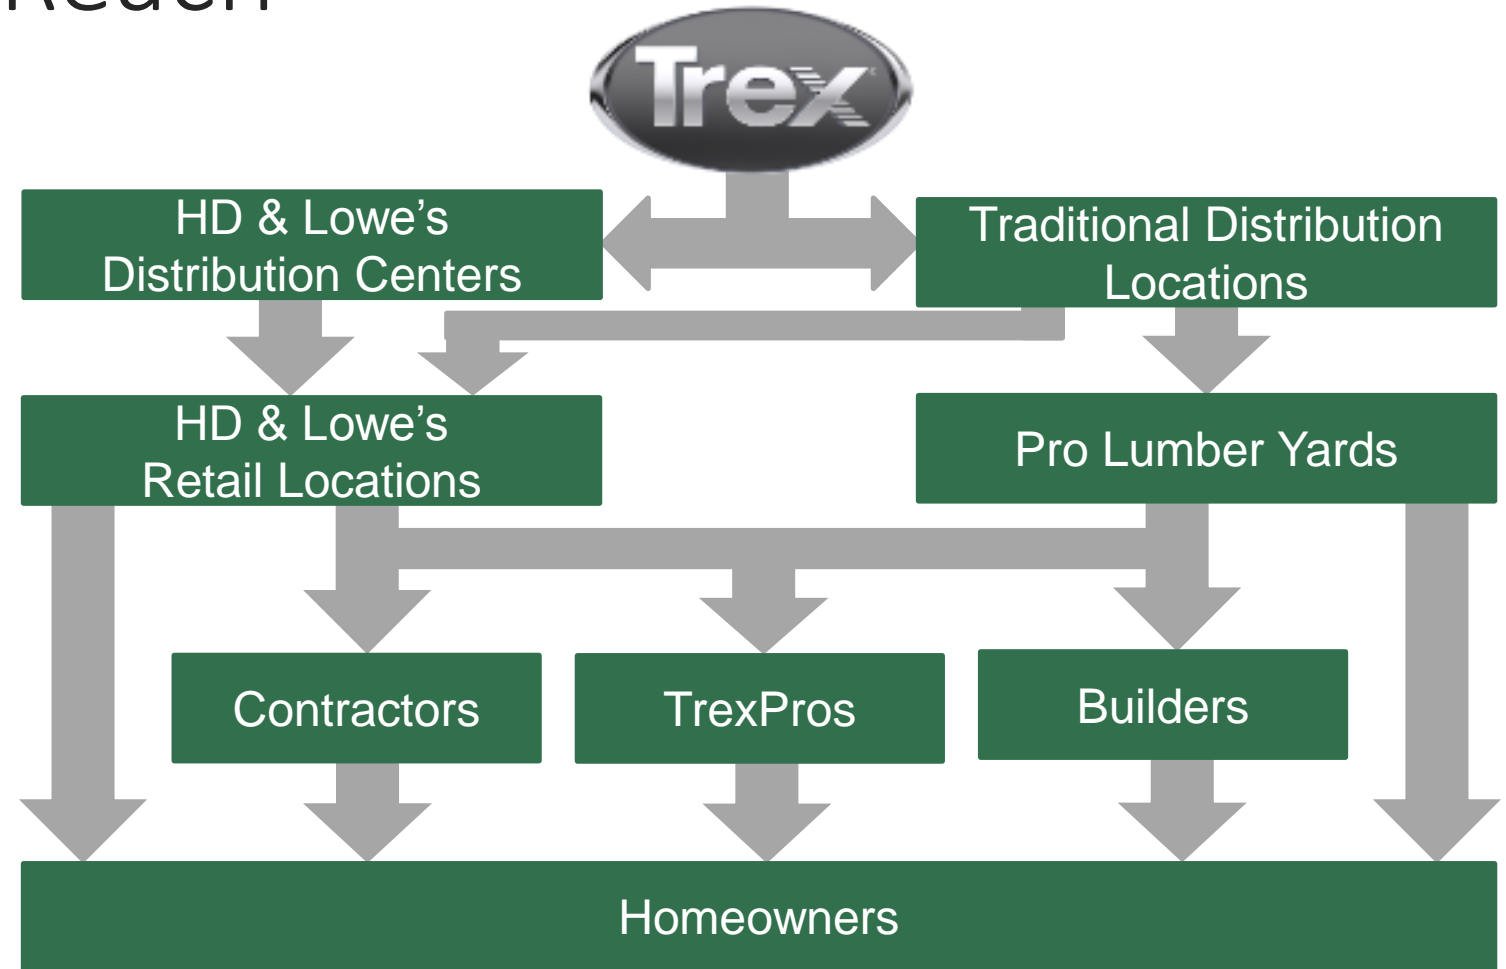 Reach
Trex
HD & Lowe’s
Distribution Centers
Traditional Distribution
Locations
HD & Lowe’s
Retail Locations
Pro Lumber Yards
Contractors
TrexPros
Builders
Homeowners